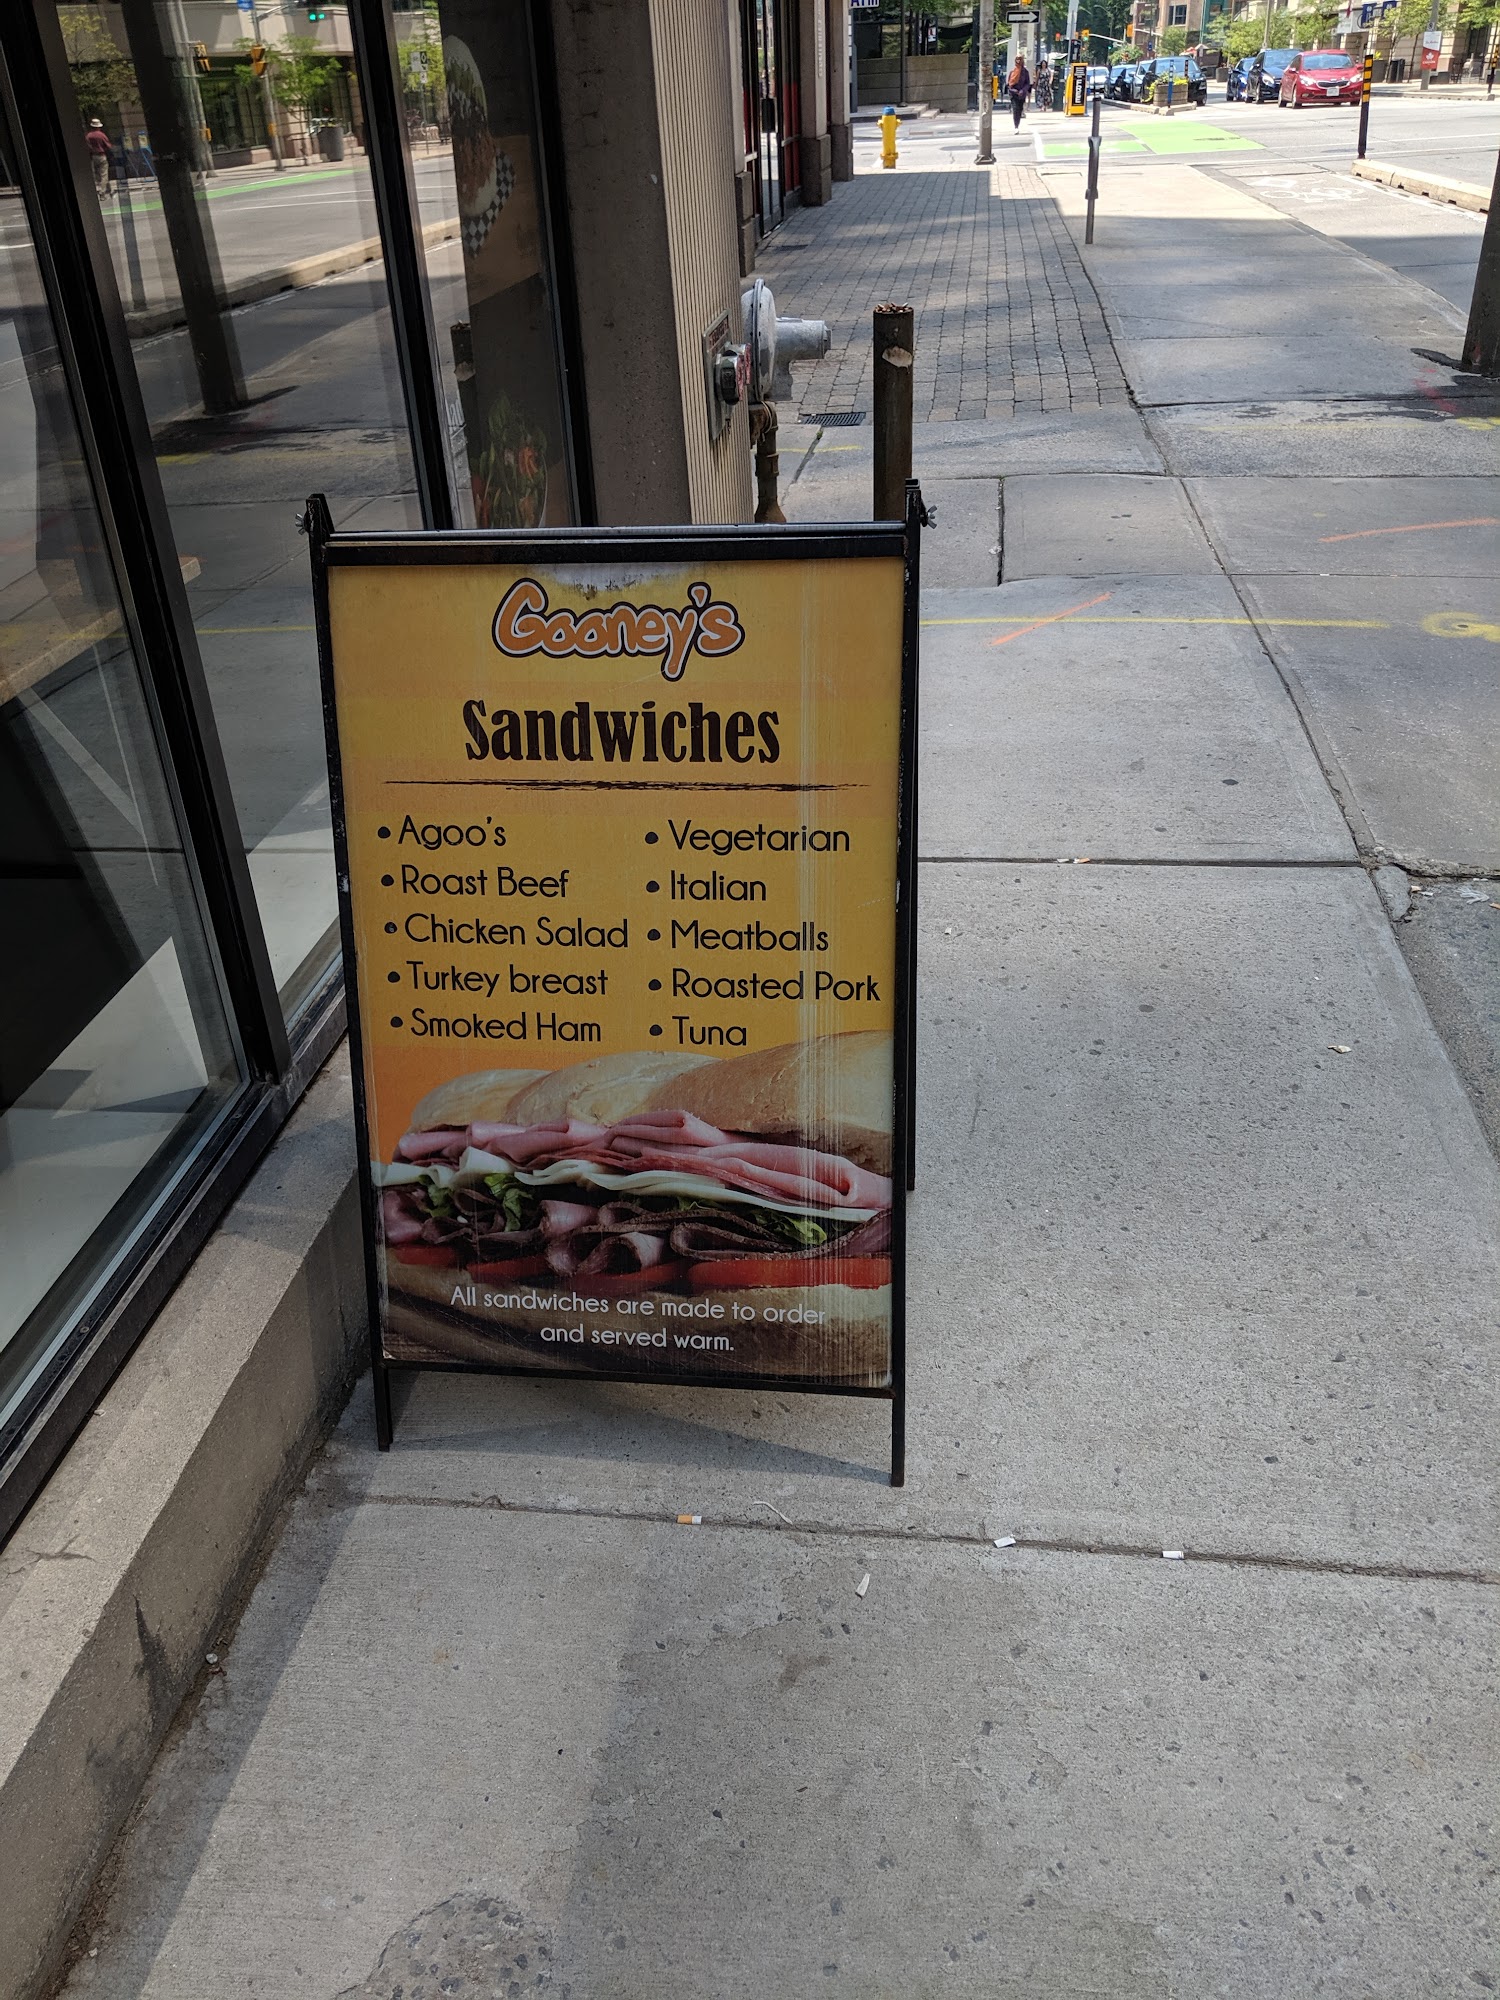 Gooney's
Sandwiches
• Agoo's
• Roast Beef
• Chicken Salad
• Turkey breast
• Smoked Ham
• Vegetarian
• Italian
• Meatballs
• Roasted Pork
• Tuna
All sandwiches are made to order
and served warm.